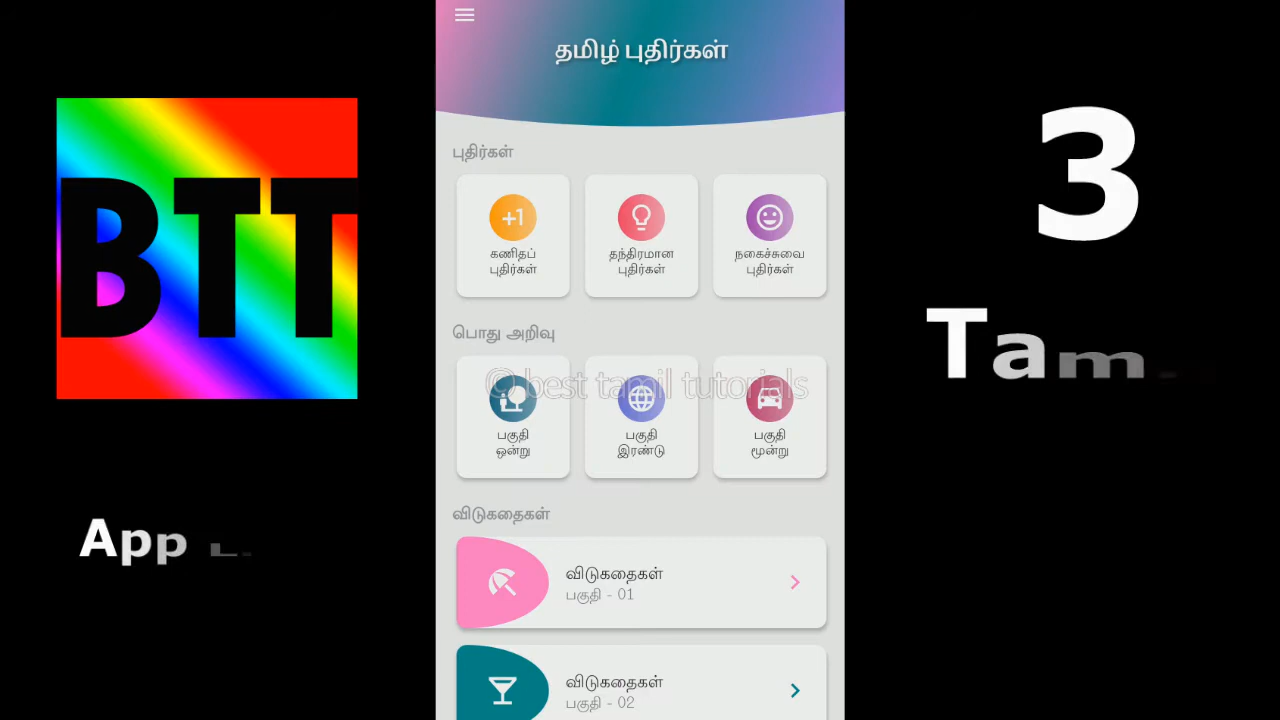 தமிழ் புதிர்கள்
புதிர்கள்
+1
கணிதப்
புதிர்கள்
தந்திரமான
புதிர்கள்
நகைச்சுவை
புதிர்கள்
பொது அறிவு
© best tamil tutorials
பகுதி
ஒன்று
பகுதி
இரண்டு
பகுதி
மூன்று
விடுகதைகள்
விடுகதைகள்
பகுதி - 01
விடுகதைகள்
பகுதி - 02
BTT
App
3
Tam